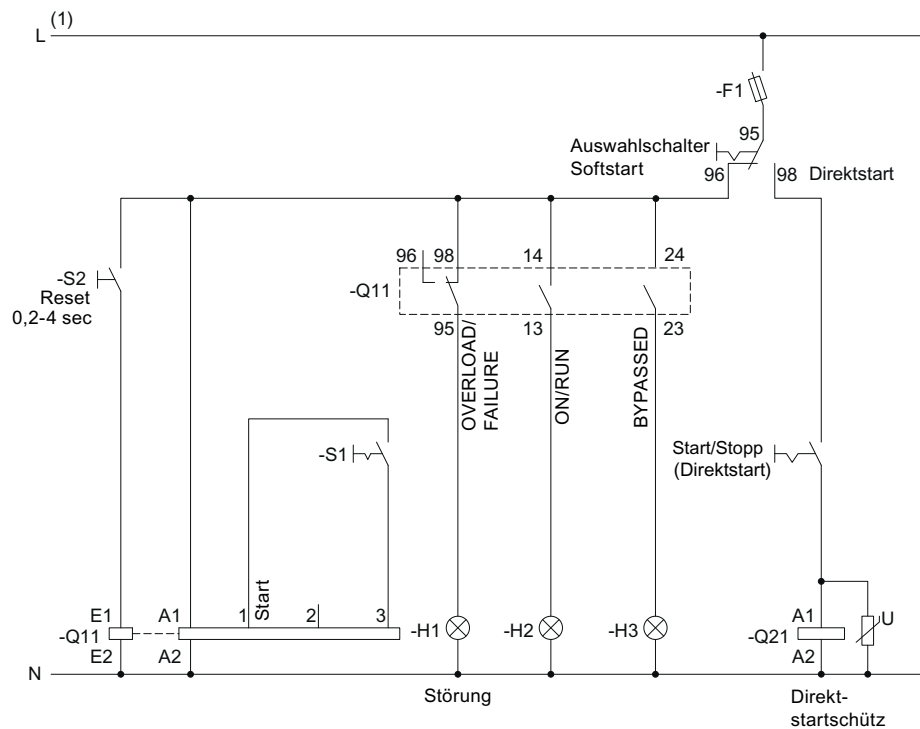 (1)
L
-F1
95
Auswahlschalter
Softstart
96
98
Direktstart
-S2
Reset
0,2-4 sec
96
98
14
24
-Q11
95
13
23
OVERLOAD/
FAILURE
ON/RUN
BYPASSED
-S1
Start/Stopp
(Direktstart)
Start
E1
A1
1
2
3
-Q11
-H1
-H2
-H3
A1
U
-Q21
E2
A2
A2
N
Störung
Direkt-
startschütz